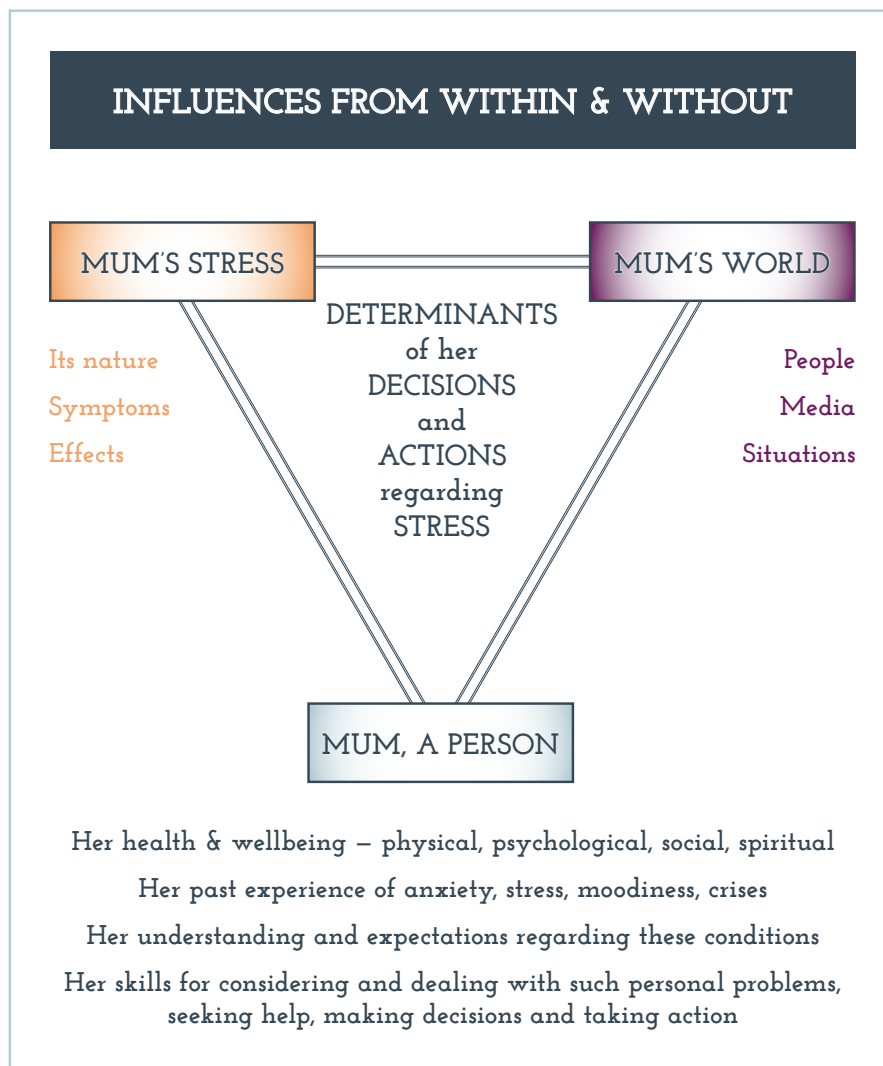 INFLUENCES FROM WITHIN & WITHOUT
MUM'S STRESS
MUM'S WORLD
DETERMINANTS
of her
DECISIONS
and
ACTIONS
regarding
STRESS
Its nature
Symptoms
Effects
People
Media
Situations
MUM, A PERSON
Her health & wellbeing – physical, psychological, social, spiritual
Her past experience of anxiety, stress, moodiness, crises
Her understanding and expectations regarding these conditions
Her skills for considering and dealing with such personal problems,
seeking help, making decisions and taking action